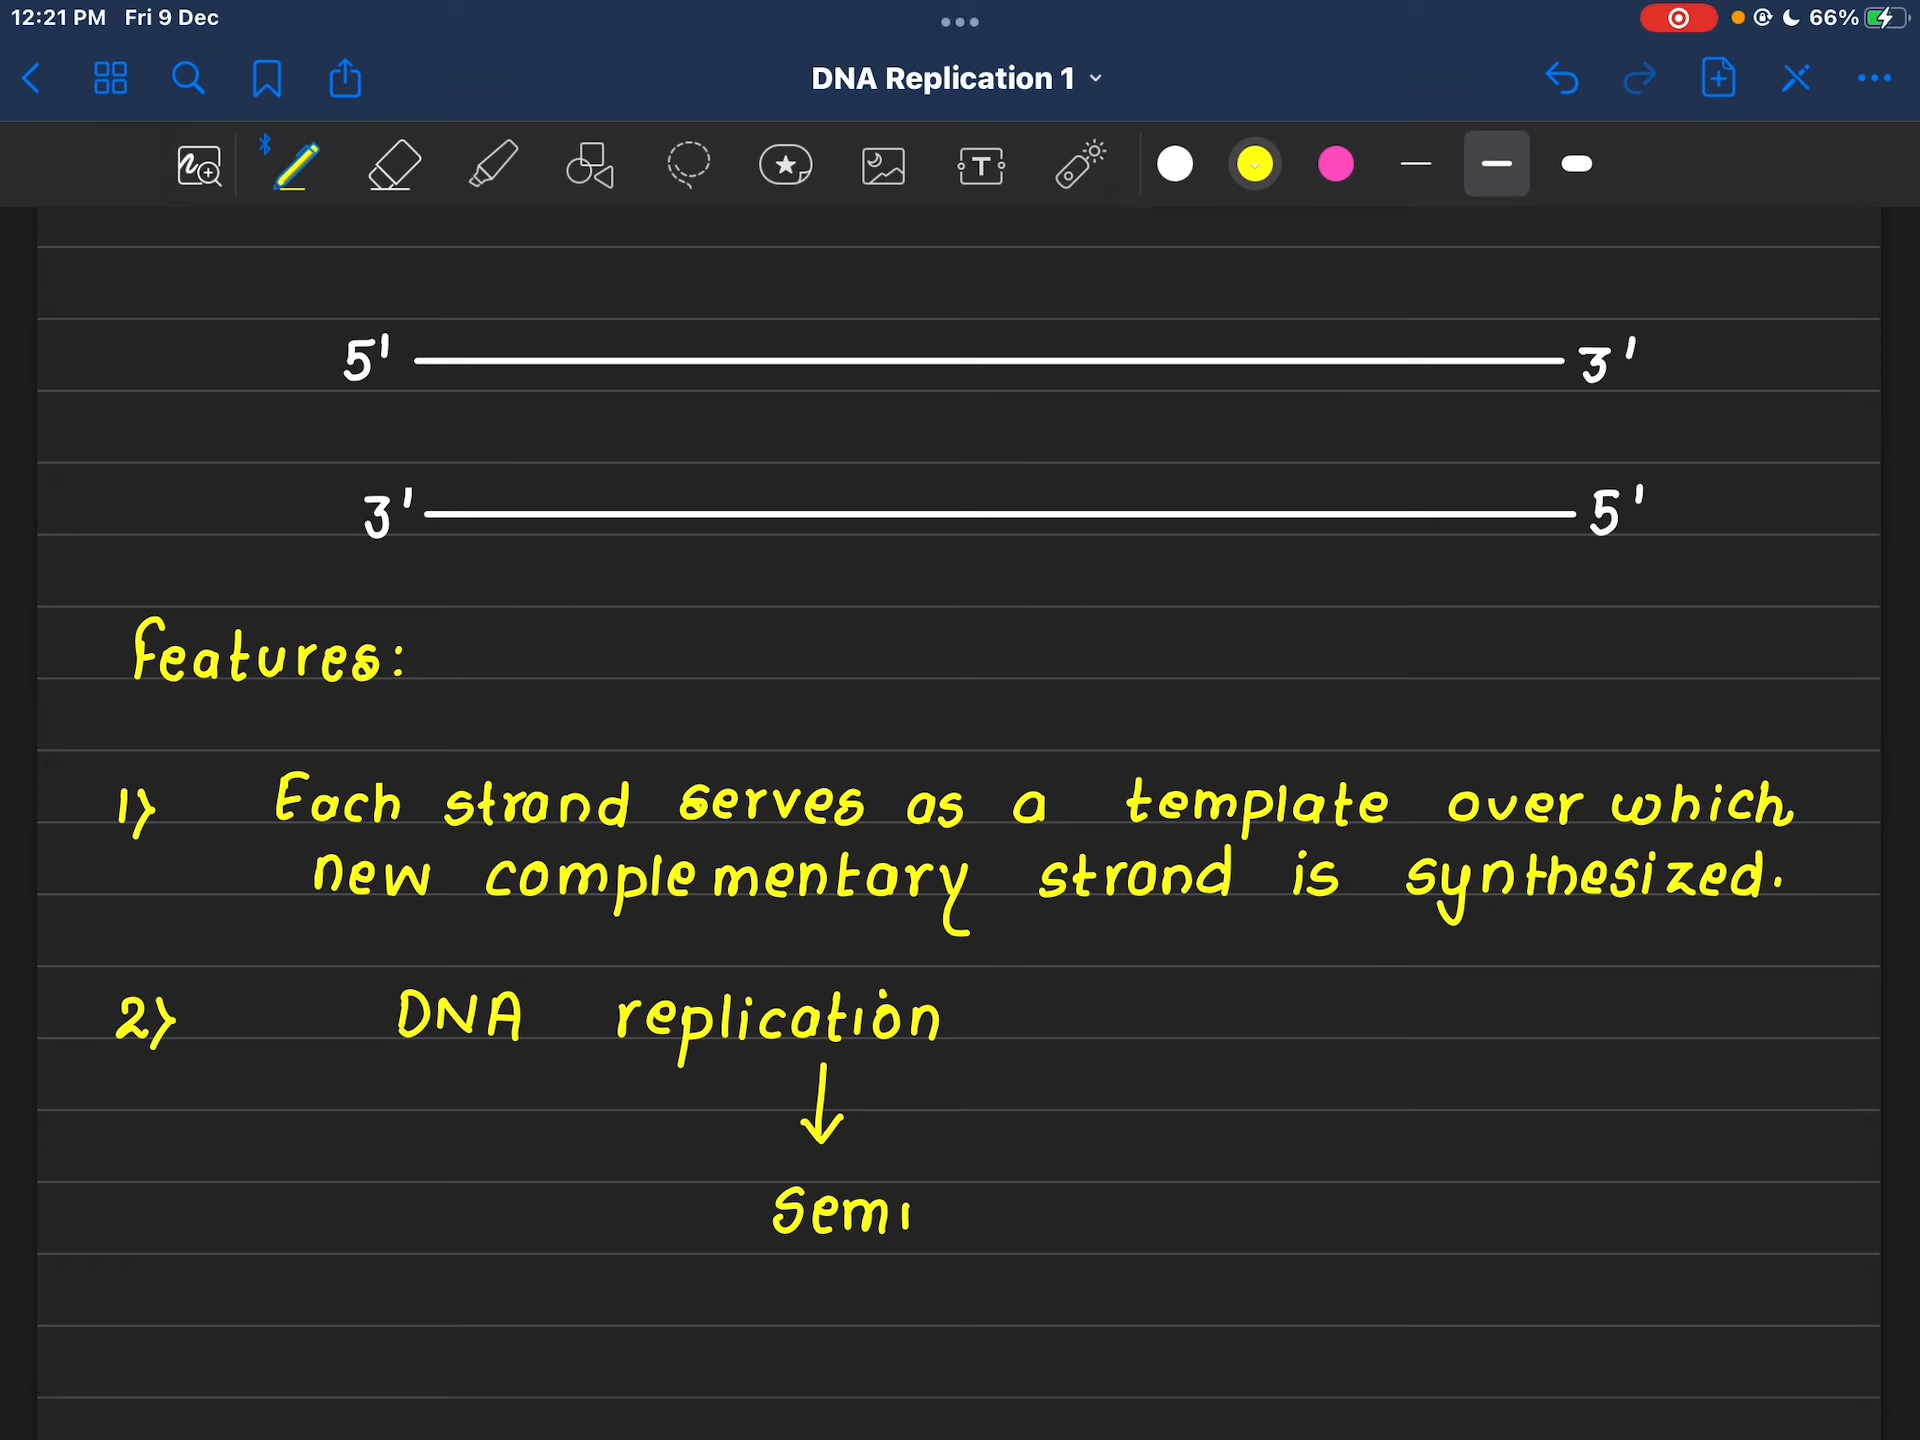 12:21 PM Fri 9 Dec
66%
DNA Replication 1
T
5' 3'
3' 5'
Features:
1) Each strand serves as a template over which
new complementary strand is synthesized.
2) DNA replication
↓
Semi